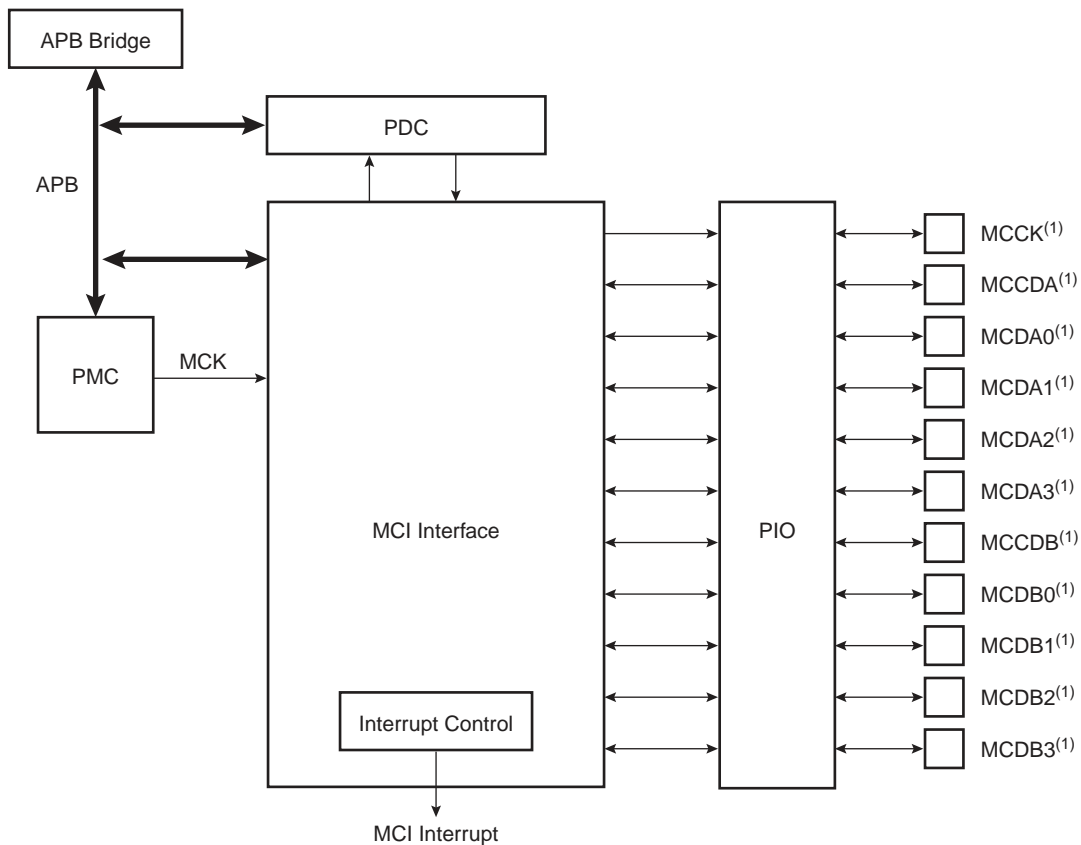 APB Bridge
PDC
APB
MCCK(1)
MCCDA(1)
MCDA0(1)
MCK
PMC
MCDA1(1)
MCDA2(1)
MCDA3(1)
MCI Interface
PIO
MCCDB(1)
MCDB0(1)
MCDB1(1)
MCDB2(1)
Interrupt Control
MCDB3(1)
MCI Interrupt